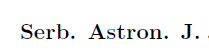 Serb. Astron. J.